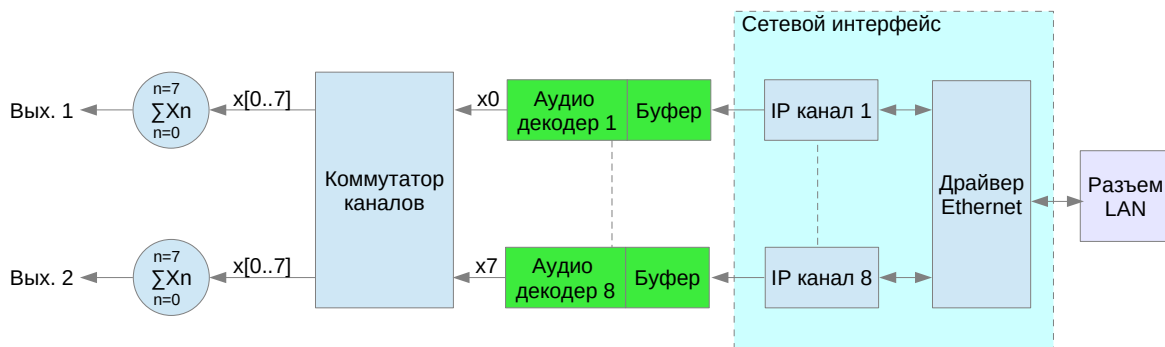 Сетевой интерфейс
Вых. 1
n=7
∑Xn
n=0
x[0..7]
Коммутатор
каналов
x0
Аудио
декодер 1
Буфер
IP канал 1
Драйвер
Ethernet
Разъем
LAN
Вых. 2
n=7
∑Xn
n=0
x[0..7]
x7
Аудио
декодер 8
Буфер
IP канал 8